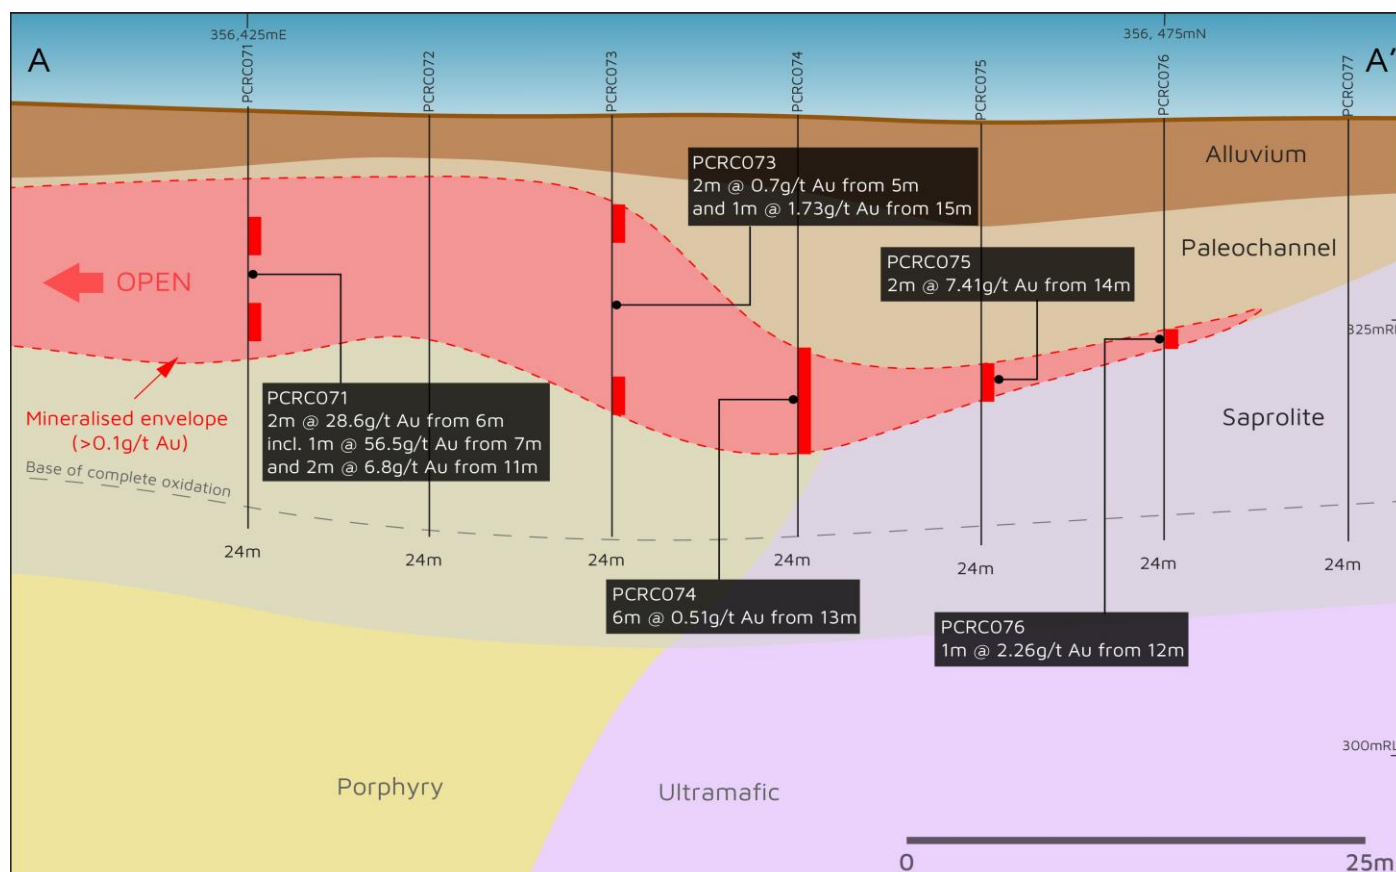 356,425mE
356, 475mN
A
A'
PCRC071
PCRC072
PCRC073
PCRC074
PCRC075
PCRC076
PCRC077
Alluvium
PCRC073
2m @ 0.7g/t Au from 5m
and 1m @ 1.73g/t Au from 15m
Paleochannel
PCRC075
2m @ 7.41g/t Au from 14m
OPEN
325mRL
PCRC071
2m @ 28.6g/t Au from 6m
incl. 1m @ 56.5g/t Au from 7m
and 2m @ 6.8g/t Au from 11m
Mineralised envelope
(>0.1g/t Au)
Saprolite
Base of complete oxidation
24m
24m
24m
24m
24m
24m
24m
PCRC074
6m @ 0.51g/t Au from 13m
PCRC076
1m @ 2.26g/t Au from 12m
300mRL
Porphyry
Ultramafic
0
25m